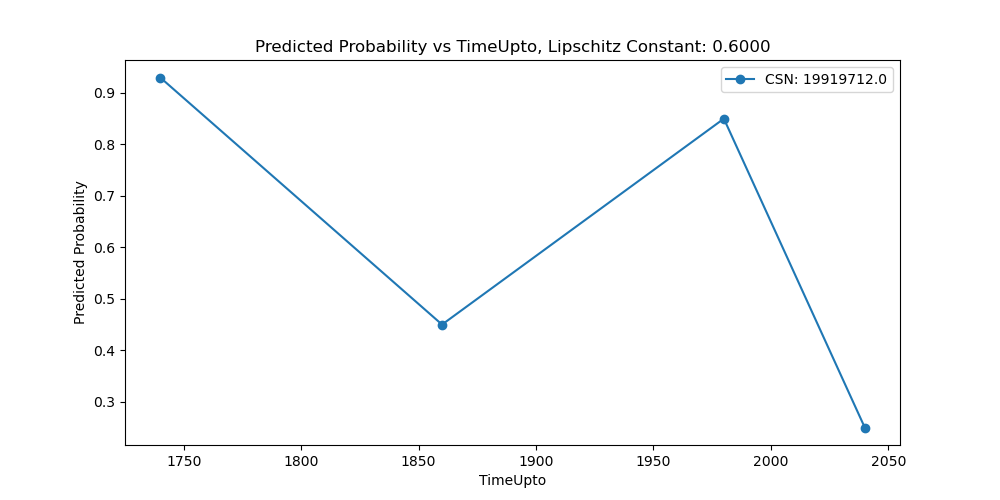 Predicted Probability vs TimeUpto, Lipschitz Constant: 0.6000
CSN: 19919712.0
Predicted Probability
0.9
0.8
0.7
0.6
0.5
0.4
0.3
1750 1800 1850 1900 1950 2000 2050
TimeUpto